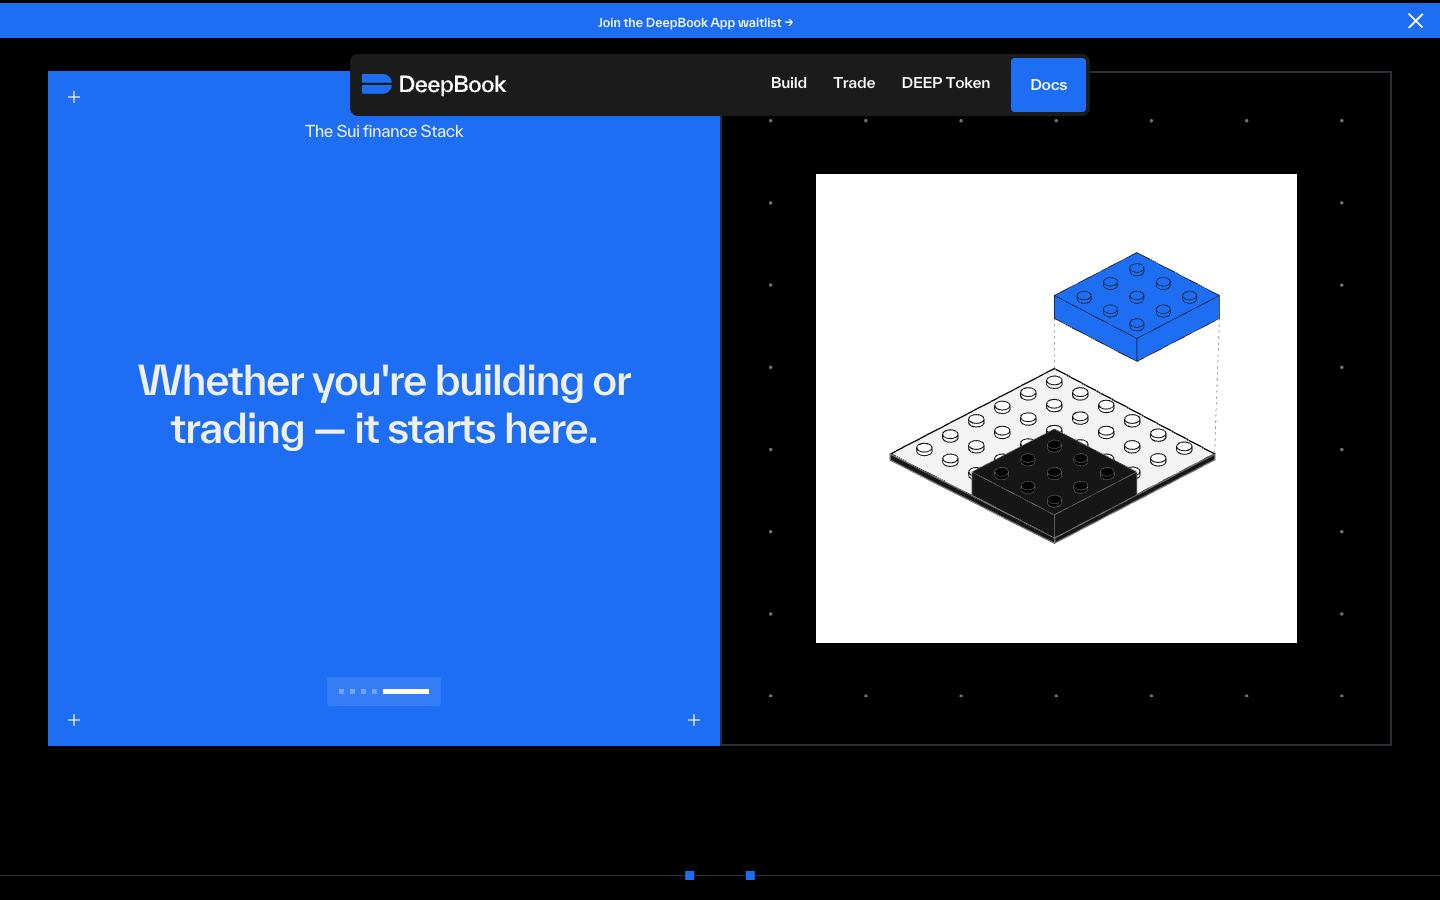 Join the DeepBook App waitlist →
DeepBook
Build
Trade
DEEP Token
Docs
The Sui finance Stack
Whether you're building or
trading — it starts here.